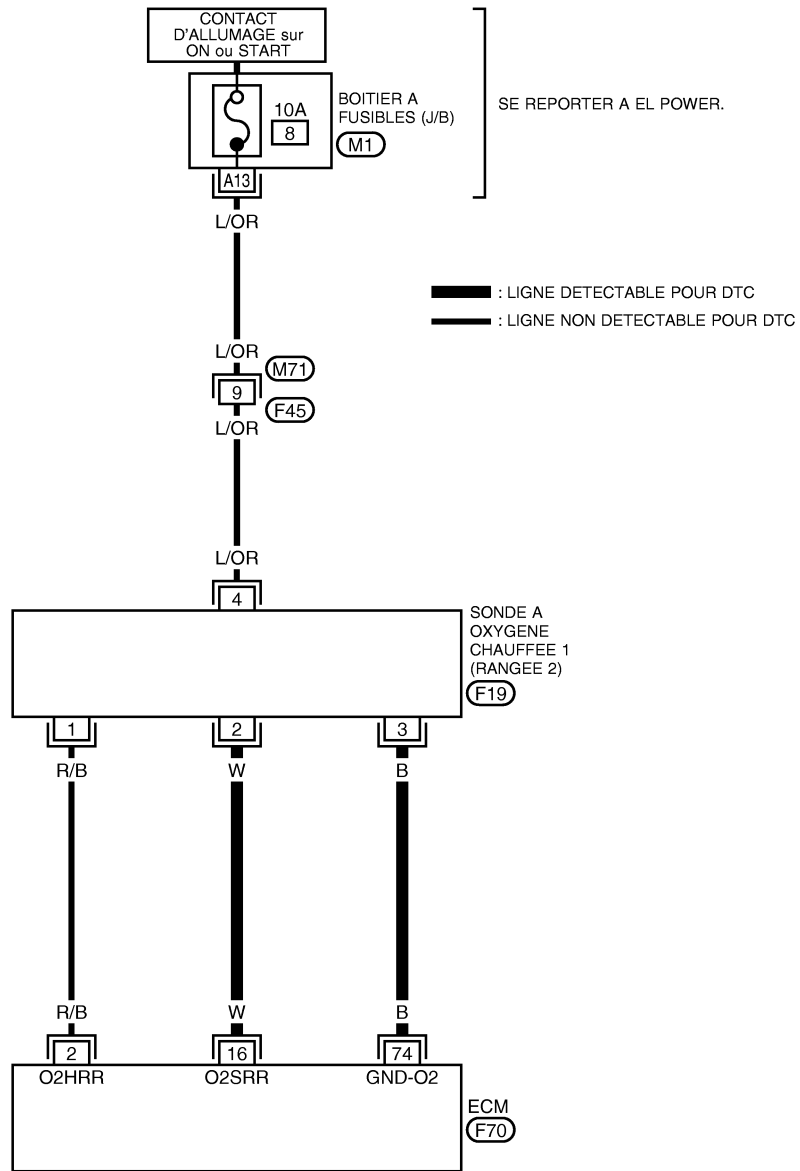 CONTACT
D'ALLUMAGE sur
ON ou START
10A
8
BOITIER A
FUSIBLES (J/B)
M1
SE REPORTER A EL POWER.
A13
L/OR
: LIGNE DETECTABLE POUR DTC
: LIGNE NON DETECTABLE POUR DTC
L/OR
M71
9
F45
L/OR
L/OR
4
SONDE A
OXYGENE
CHAUFFEE 1
(RANGEE 2)
F19
1 2 3
R/B W B
R/B W B
2 16 74
O2HRR O2SRR GND-O2
ECM
F70